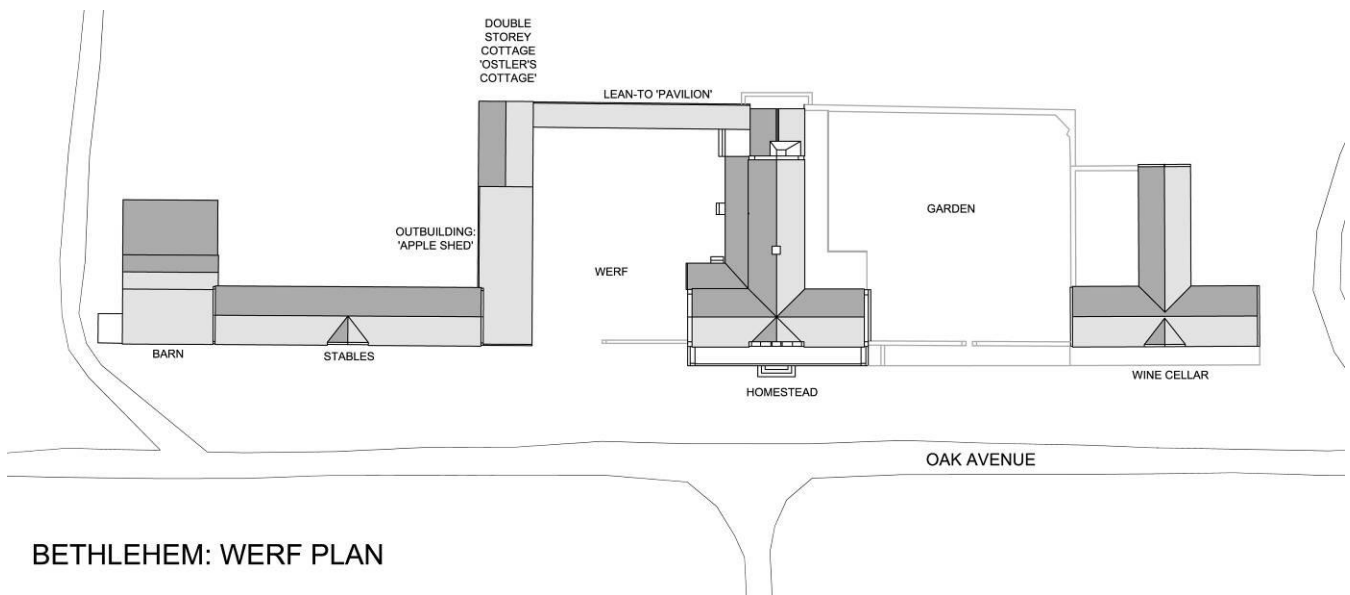 DOUBLE
STOREY
COTTAGE
'OSTLER'S
COTTAGE'
LEAN-TO 'PAVILION'
OUTBUILDING:
'APPLE SHED'
WERF
GARDEN
BARN
STABLES
HOMESTEAD
WINE CELLAR
OAK AVENUE
BETHLEHEM: WERF PLAN